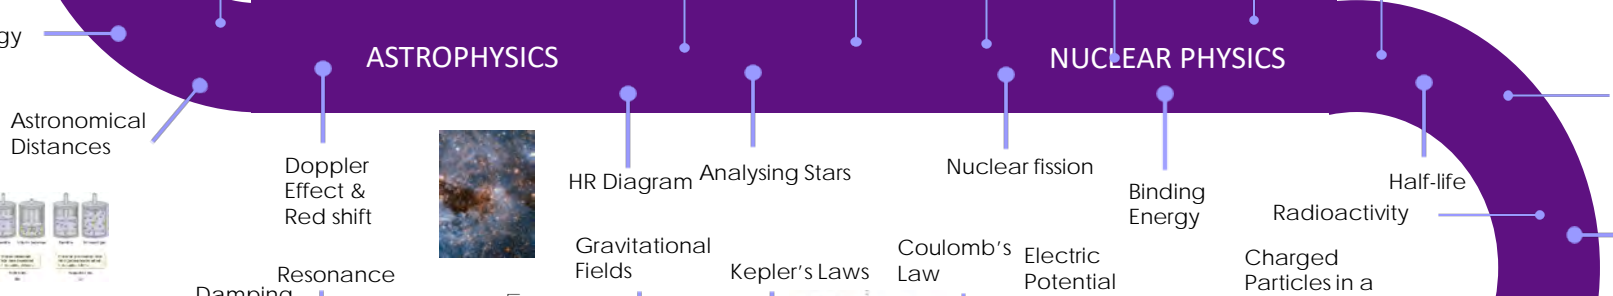 gy
ASTROPHYSICS
NUCLEAR PHYSICS
Astronomical
Distances
Doppler
Effect &
Red shift
HR Diagram
Analysing Stars
Nuclear fission
Binding
Energy
Half-life
Radioactivity
Resonance
Damping
Gravitational
Fields
Kepler's Laws
Coulomb's
Law
Electric
Potential
Charged
Particles in a